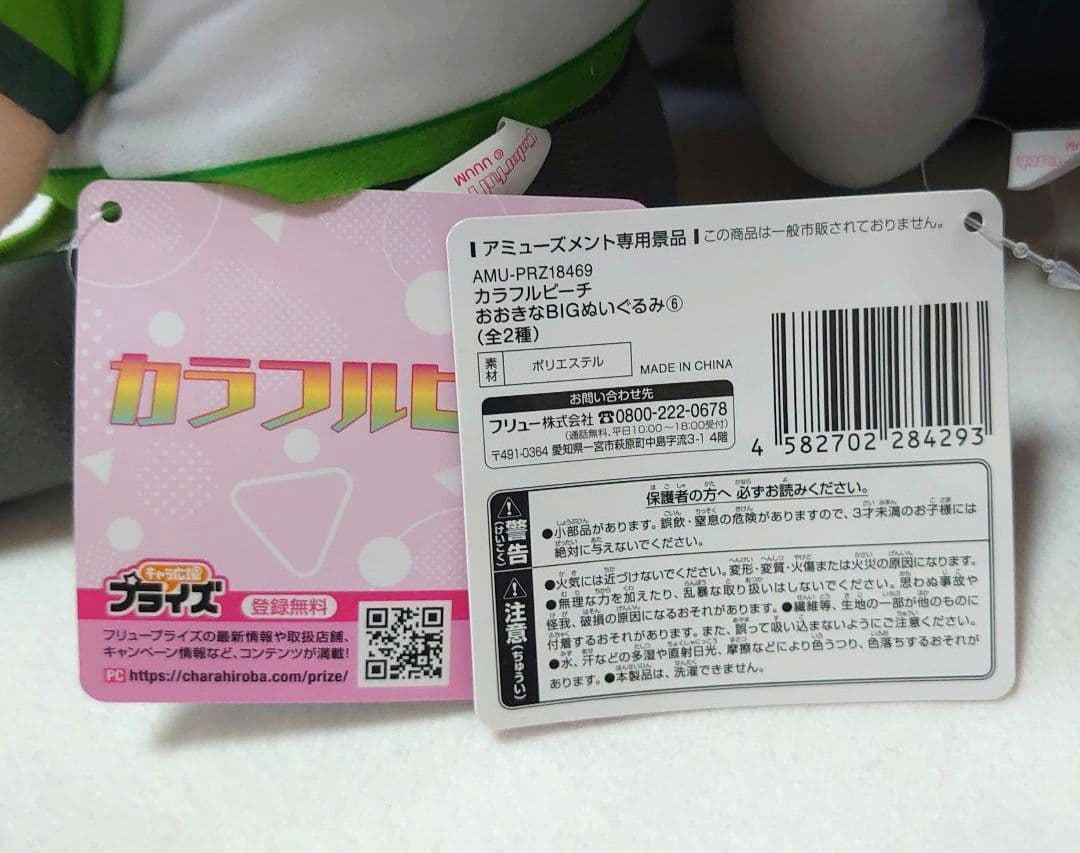 © UUUM
カラフルピ
キャラ広場
プライズ
登録無料
フリュープライズの最新情報や取扱店舗、
キャンペーン情報など、コンテンツが満載!
PC https://charahiroba.com/prize/
アミューズメント専用景品 この商品は一般市販されておりません。
AMU-PRZ18469
カラフルピーチ
おおきなBIGぬいぐるみ⑥
(全2種)
素材 ポリエステル MADE IN CHINA
お問い合わせ先
フリュー株式会社 ☎0800-222-0678
(通話無料、平日10:00～18:00受付)
〒491-0364 愛知県一宮市萩原町中島字流3-1 4階
4 582702 284293
保護者の方へ 必ずお読みください。
警告(けいこく)
●小部品があります。誤飲・窒息の危険がありますので、3才未満のお子様には
絶対に与えないでください。
注意(ちゅうい)
●火気には近づけないでください。変形・変質・火傷または火災の原因になります。
●無理な力を加えたり、乱暴な取り扱いはしないでください。思わぬ事故や
怪我、破損の原因になるおそれがあります。●繊維等、生地の一部が他のものに
付着するおそれがあります。また、誤って吸い込まないようにご注意ください。
●水、汗などの多湿や直射日光、摩擦などにより色うつり、色落ちするおそれが
あります。●本製品は、洗濯できません。